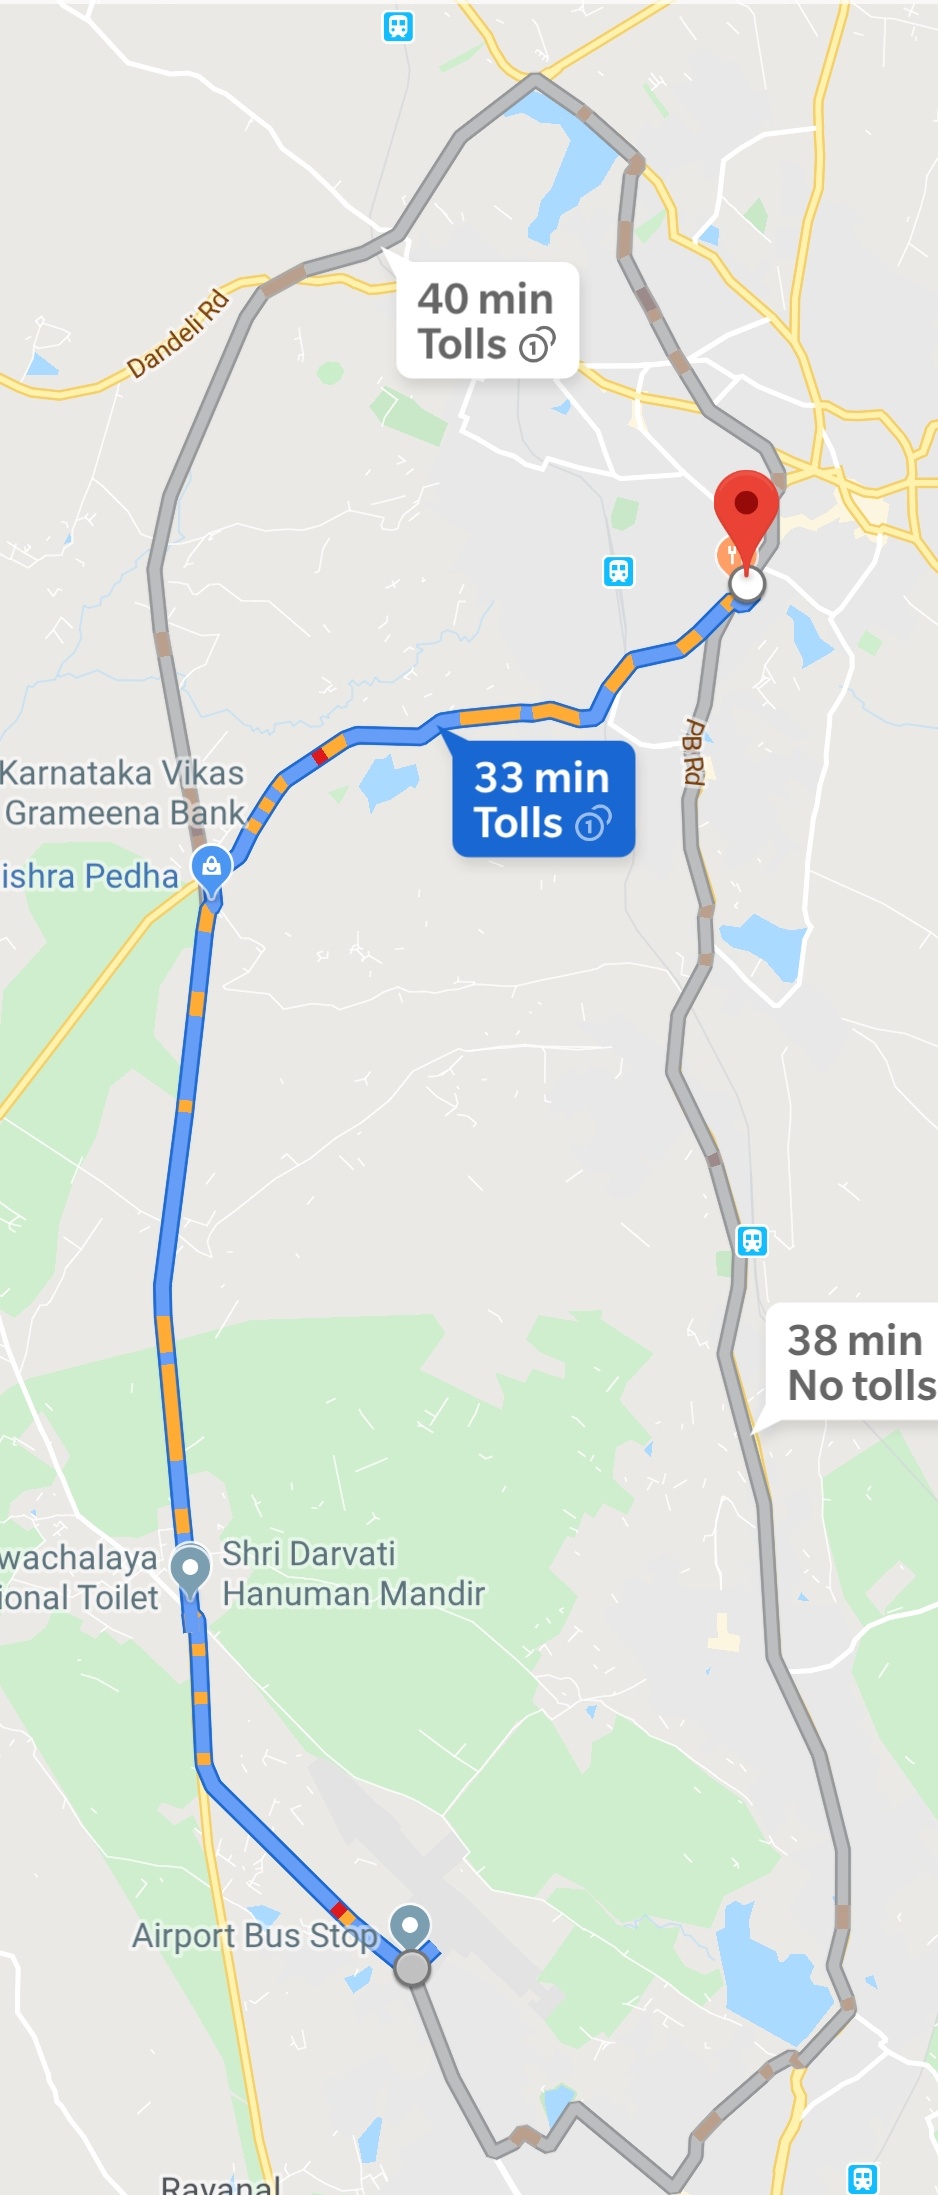 40 min
Tolls
Dandeli Rd
PB Rd
Karnataka Vikas
Grameena Bank
ishra Pedha
33 min
Tolls
38 min
No tolls
wachalaya
ional Toilet
Shri Darvati
Hanuman Mandir
Airport Bus Stop
Rayanal